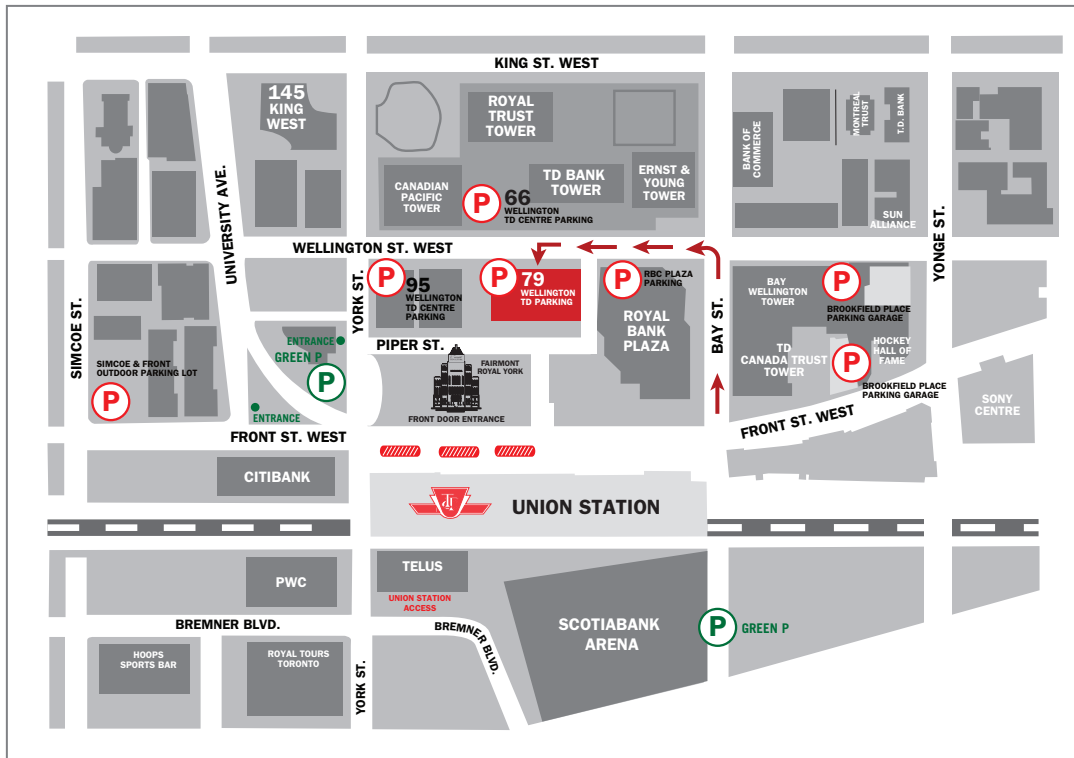 KING ST. WEST
145
KING
WEST
ROYAL
TRUST
TOWER
MONTREAL
TRUST
T.D. BANK
BANK OF
COMMERCE
CANADIAN
PACIFIC
TOWER
P
66
WELLINGTON
TD CENTRE PARKING
TD BANK
TOWER
ERNST &
YOUNG
TOWER
SUN
ALLIANCE
UNIVERSITY AVE.
YONGE ST.
WELLINGTON ST. WEST
SIMCOE ST.
YORK ST.
P
95
WELLINGTON
TD CENTRE
PARKING
P
79
WELLINGTON
TD PARKING
P
RBC PLAZA
PARKING
ROYAL
BANK
PLAZA
BAY ST.
BAY
WELLINGTON
TOWER
P
BROOKFIELD PLACE
PARKING GARAGE
TD
CANADA TRUST
TOWER
HOCKEY
HALL OF
FAME
P
BROOKFIELD PLACE
PARKING GARAGE
PIPER ST.
ENTRANCE
GREEN P
P
ENTRANCE
SIMCOE & FRONT
OUTDOOR PARKING LOT
P
FAIRMONT
ROYAL YORK
FRONT DOOR ENTRANCE
FRONT ST. WEST
FRONT ST. WEST
SONY
CENTRE
CITIBANK
TTC
UNION STATION
PWC
TELUS
UNION STATION
ACCESS
BREMNER BLVD.
BREMNER BLVD.
SCOTIABANK
ARENA
P
GREEN P
HOOPS
SPORTS BAR
ROYAL TOURS
TORONTO
YORK ST.